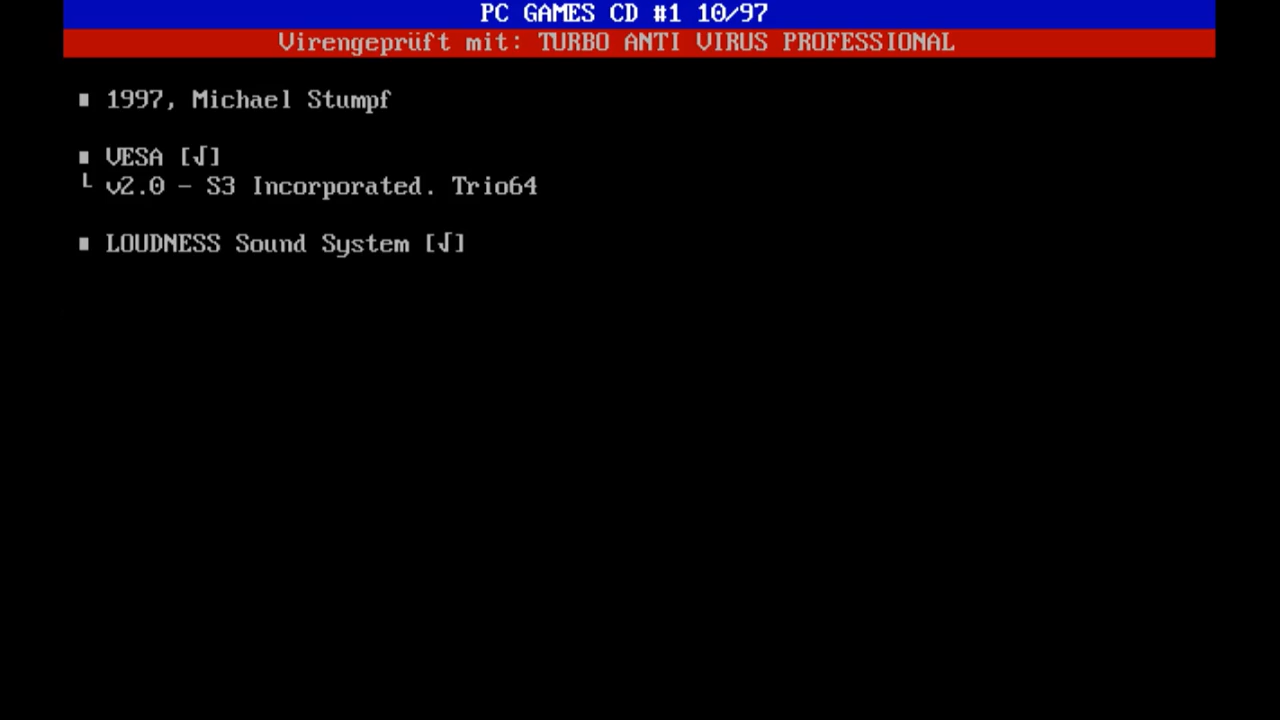 PC GAMES CD #1 10/97
Virengeprüft mit: TURBO ANTI VIRUS PROFESSIONAL
■ 1997, Michael Stumpf
■ VESA [√]
└ v2.0 - S3 Incorporated. Trio64
■ LOUDNESS Sound System [√]